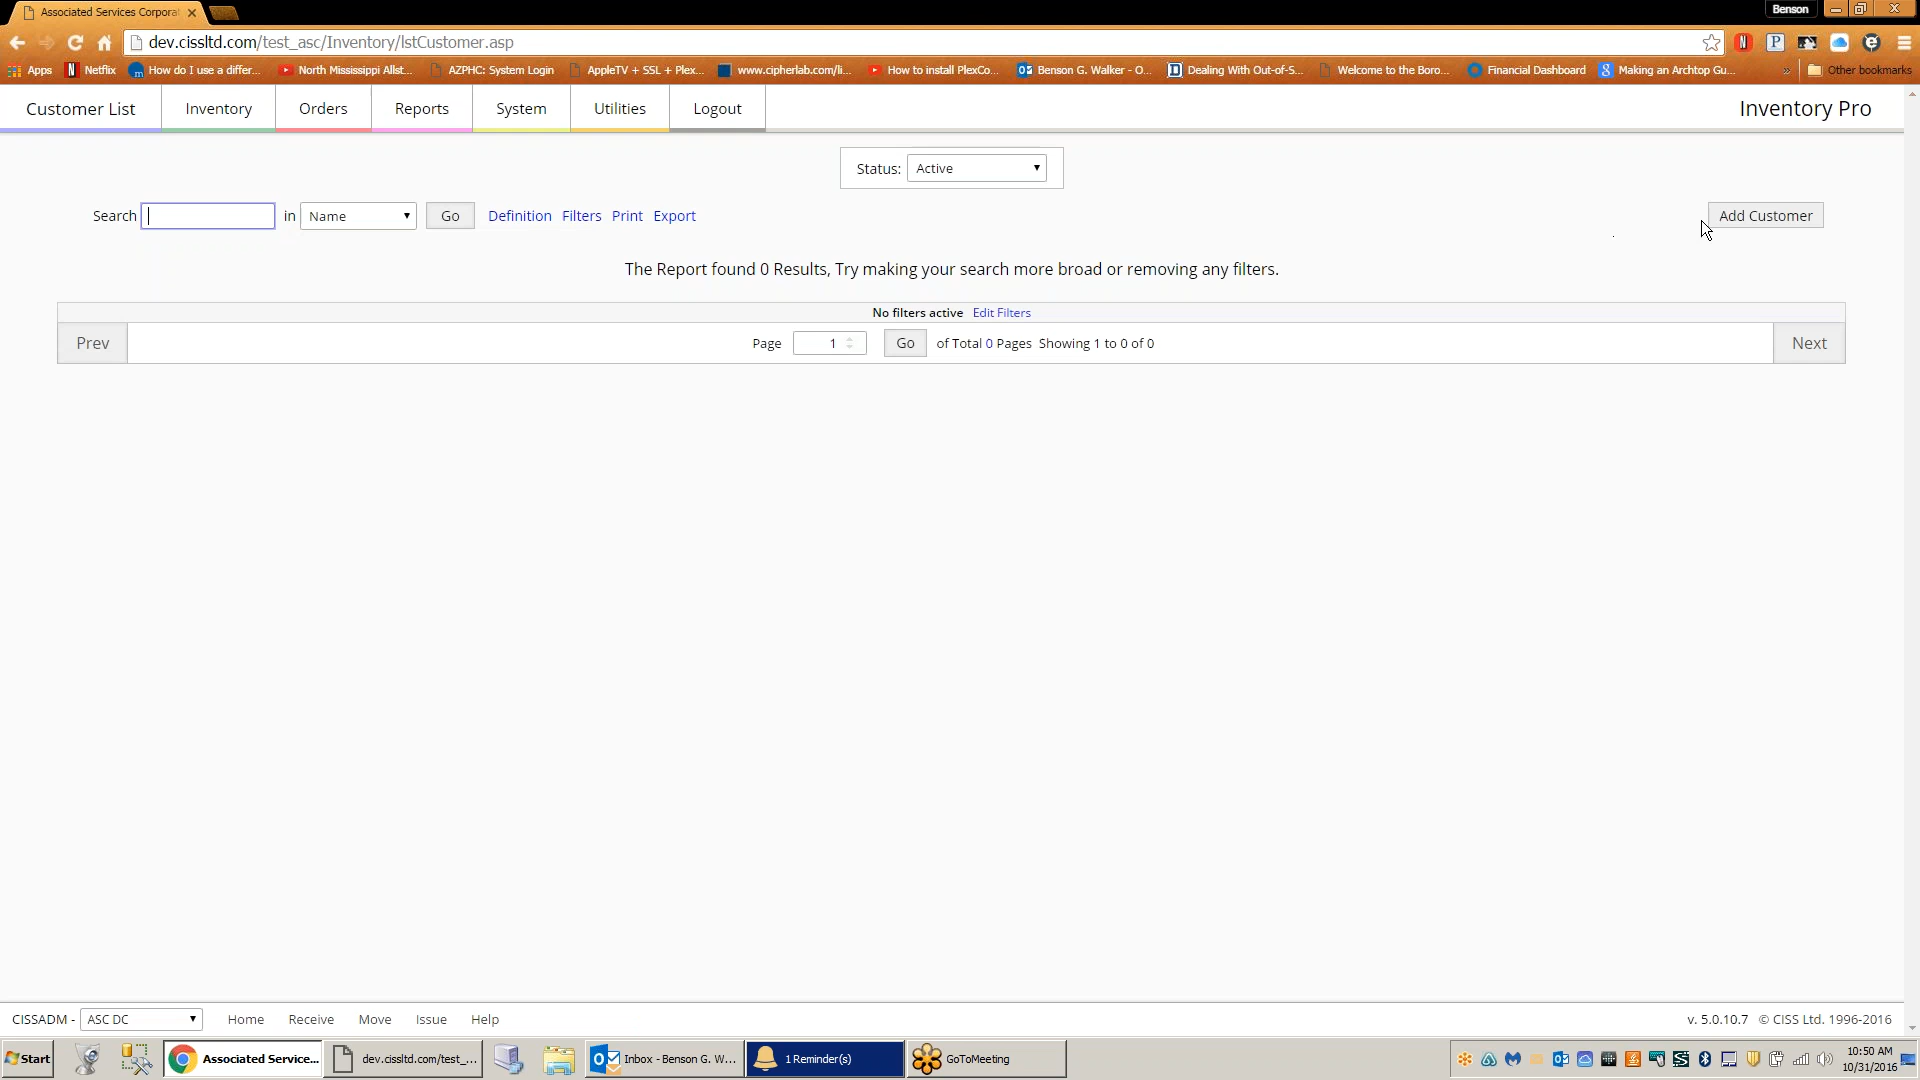 Associated Services Corporat
Benson
dev.cissltd.com/test_asc/Inventory/lstCustomer.asp
Apps Netflix How do I use a differ... North Mississippi Allst... AZPHC: System Login AppleTV + SSL + Plex... www.cipherlab.com/li... How to install PlexCo... Benson G. Walker - O... Dealing With Out-of-S... Welcome to the Boro... Financial Dashboard Making an Archtop Gu... » Other bookmarks
Customer List Inventory Orders Reports System Utilities Logout Inventory Pro
Status: Active
Search in Name Go Definition Filters Print Export Add Customer
The Report found 0 Results, Try making your search more broad or removing any filters.
No filters active Edit Filters
Prev Page 1 Go of Total 0 Pages Showing 1 to 0 of 0 Next
CISSADM - ASC DC Home Receive Move Issue Help v. 5.0.10.7 © CISS Ltd. 1996-2016
Start Associated Service... dev.cissltd.com/test_... Inbox - Benson G. W... 1 Reminder(s) GoToMeeting 10:50 AM
10/31/2016